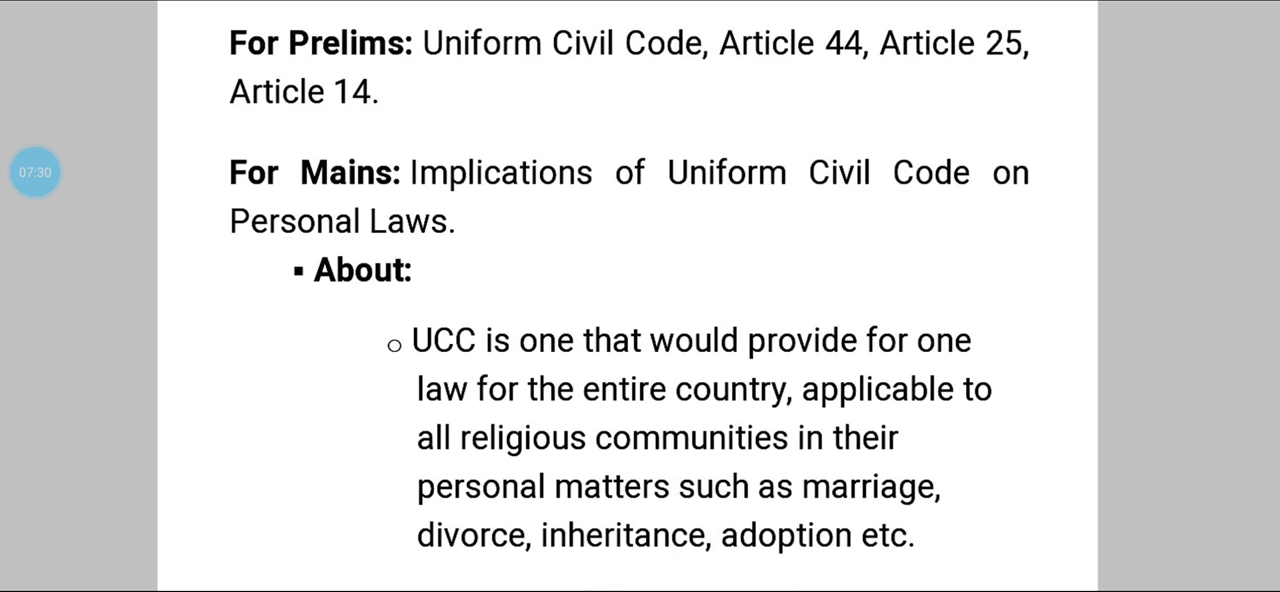 For Prelims: Uniform Civil Code, Article 44, Article 25,
Article 14.
07:30
For Mains: Implications of Uniform Civil Code on
Personal Laws.
▪ About:
○ UCC is one that would provide for one
law for the entire country, applicable to
all religious communities in their
personal matters such as marriage,
divorce, inheritance, adoption etc.